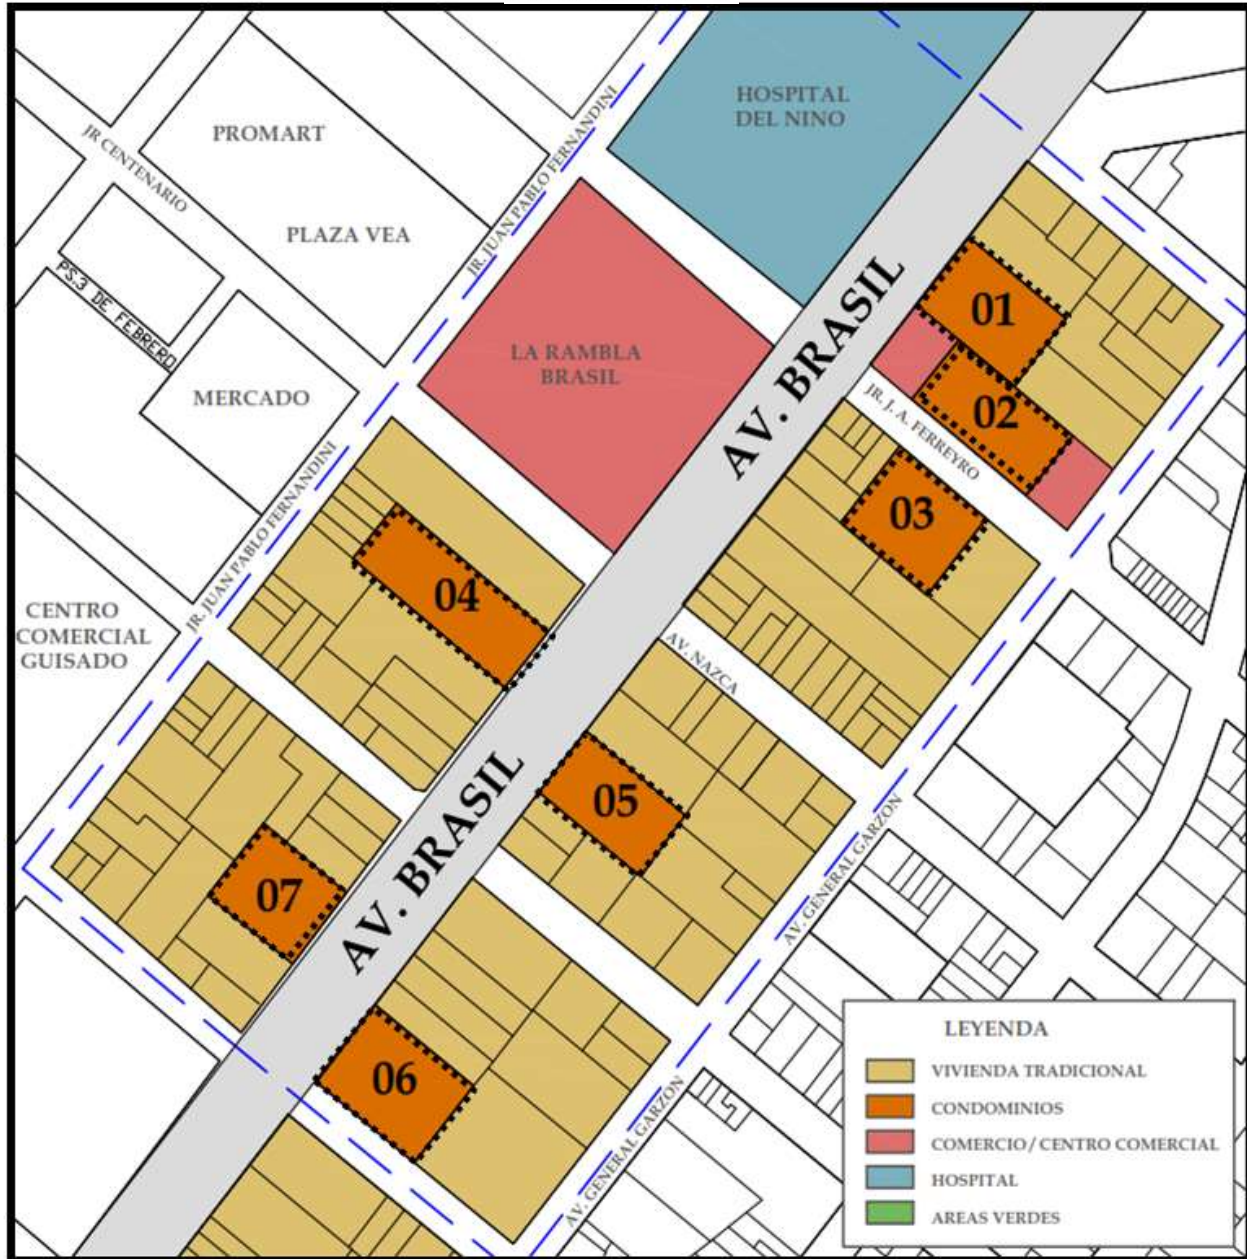 HOSPITAL
DEL NINO
PROMART
JR CENTENARIO
JR. JUAN PABLO FERNANDINI
PLAZA VEA
PS.3 DE FEBRERO
AV. BRASIL
01
LA RAMBLA
BRASIL
MERCADO
02
JR. J. A. FERREYRO
03
JR. JUAN PABLO FERNANDINI
04
CENTRO
COMERCIAL
GUISADO
AV. NAZCA
05
AV. BRASIL
07
AV. GENERAL GARZON
06
AV. GENERAL GARZON
LEYENDA
VIVIENDA TRADICIONAL
CONDOMINIOS
COMERCIO / CENTRO COMERCIAL
HOSPITAL
AREAS VERDES